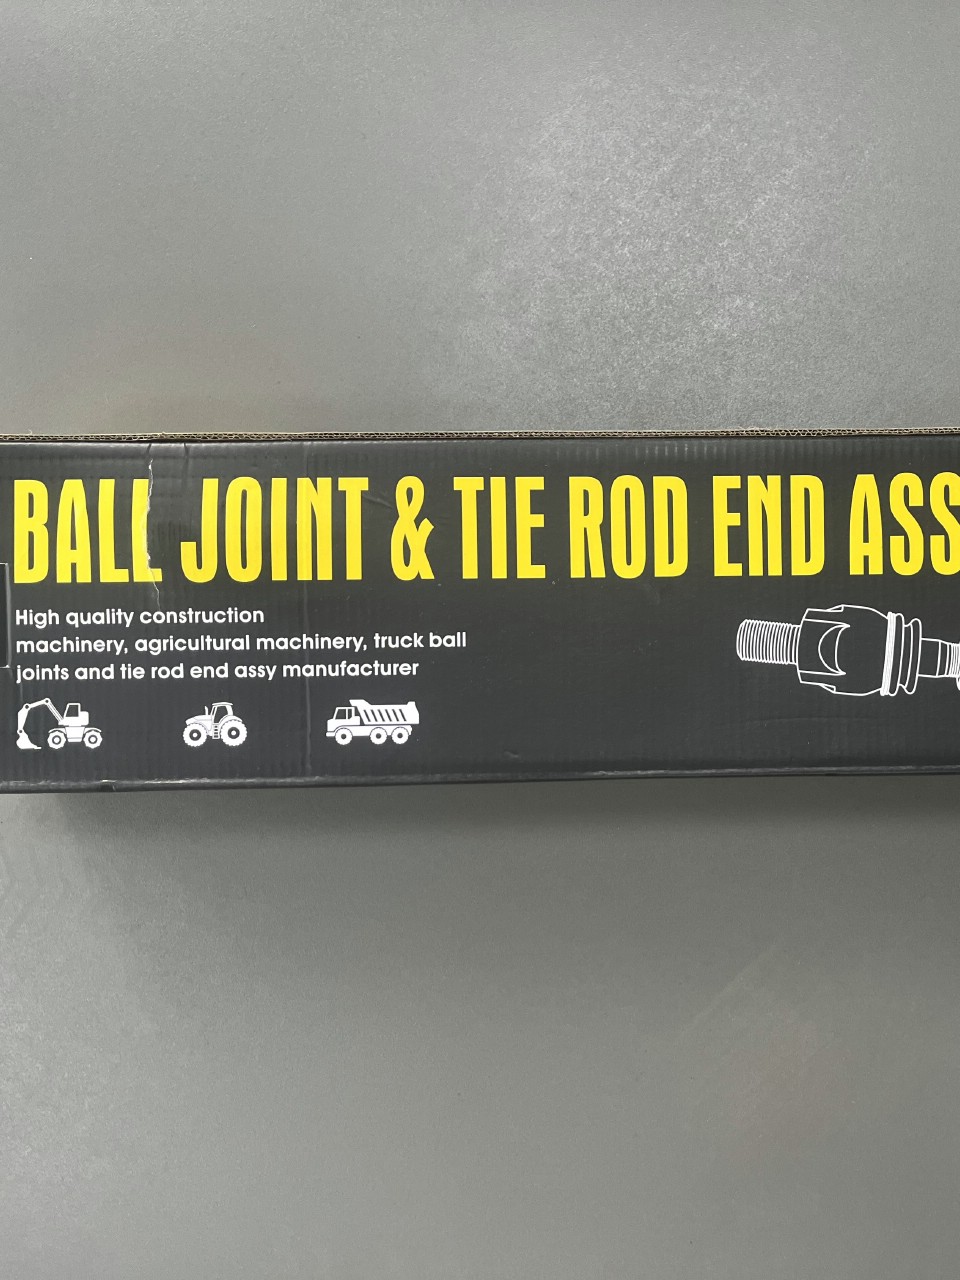 BALL JOINT & TIE ROD END ASS
High quality construction
machinery, agricultural machinery, truck ball
joints and tie rod end assy manufacturer